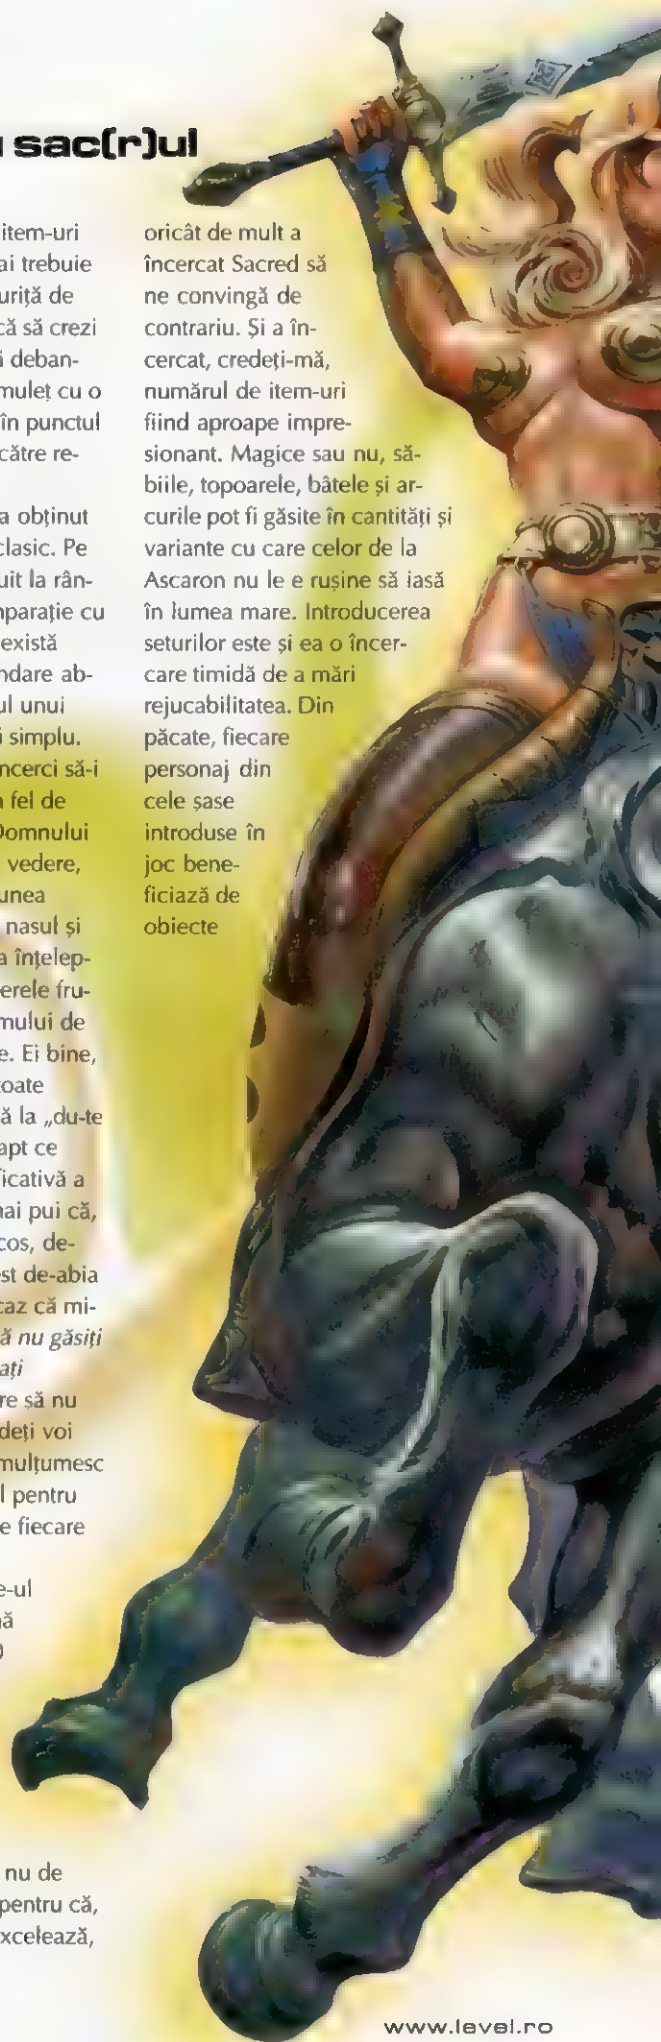 u sac(r)ul
item-uri
ai trebuie
uriță de
că să crezi
ă deban-
muleț cu o
în punctul
către re-
a obținut
clasic. Pe
uit la rân-
mparație cu
există
ndare ab-
ul unui
i simplu.
ncerci să-i
a fel de
Domnului
vedere,
unea
nasul și
a înțelep-
erele fru-
mului de
e. Ei bine,
toate
ă la „du-te
apt ce
ficativă a
nai pui că,
cos, de-
est de-abia
caz că mi-
ă nu găsiți
ați
re să nu
deți voi
mulțumesc
l pentru
e fiecare
e-ul
nă
nu de
pentru că,
xcelează,
oricât de mult a
încercat Sacred să
ne convingă de
contrariu. Și a în-
cercat, credeți-mă,
numărul de item-uri
fiind aproape impre-
sionant. Magice sau nu, să-
biile, topoarele, bâtele și ar-
curile pot fi găsite în cantități și
variante cu care celor de la
Ascaron nu le e rușine să iasă
în lumea mare. Introducerea
seturilor este și ea o încer-
care timidă de a mări
rejucabilitatea. Din
păcate, fiecare
personaj din
cele șase
introduse în
joc bene-
ficiază de
obiecte
www.level.ro